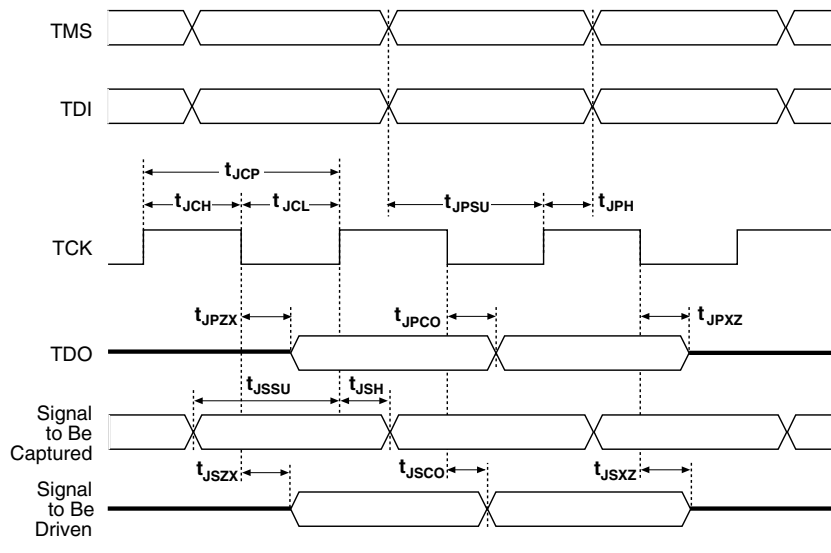 TMS
TDI
tJCP
tJCH
tJCL
tJPSU
tJPH
TCK
tJPZX
tJPCO
tJPXZ
TDO
tJSSU
tJSH
Signal
to Be
Captured
tJSZX
tJSCO
tJSXZ
Signal
to Be
Driven